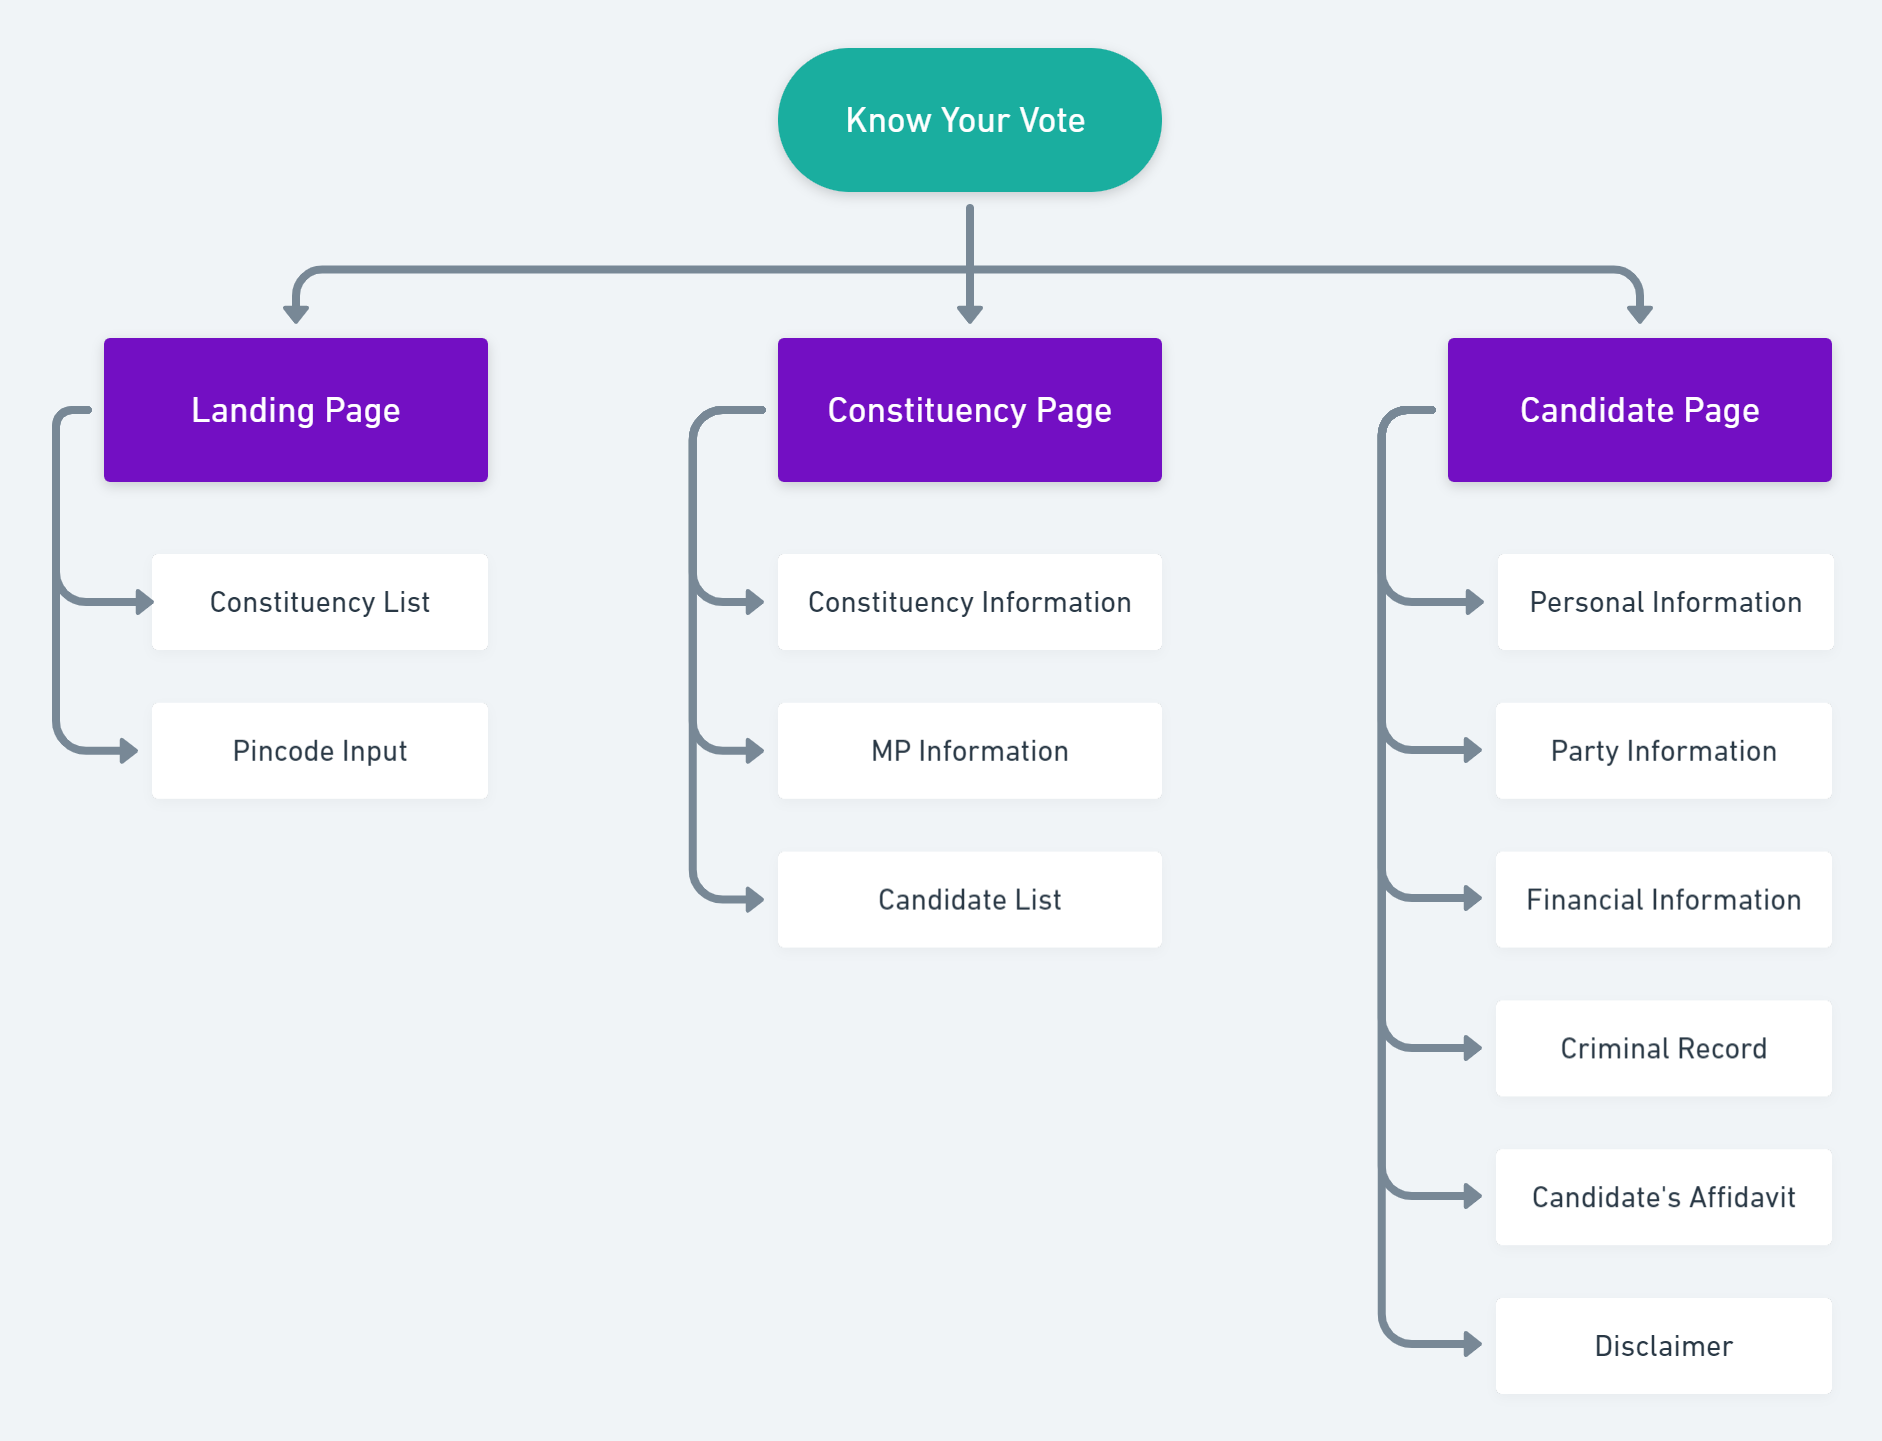 Know Your Vote
Landing Page
Constituency List
Pincode Input
Constituency Page
Constituency Information
MP Information
Candidate List
Candidate Page
Personal Information
Party Information
Financial Information
Criminal Record
Candidate's Affidavit
Disclaimer